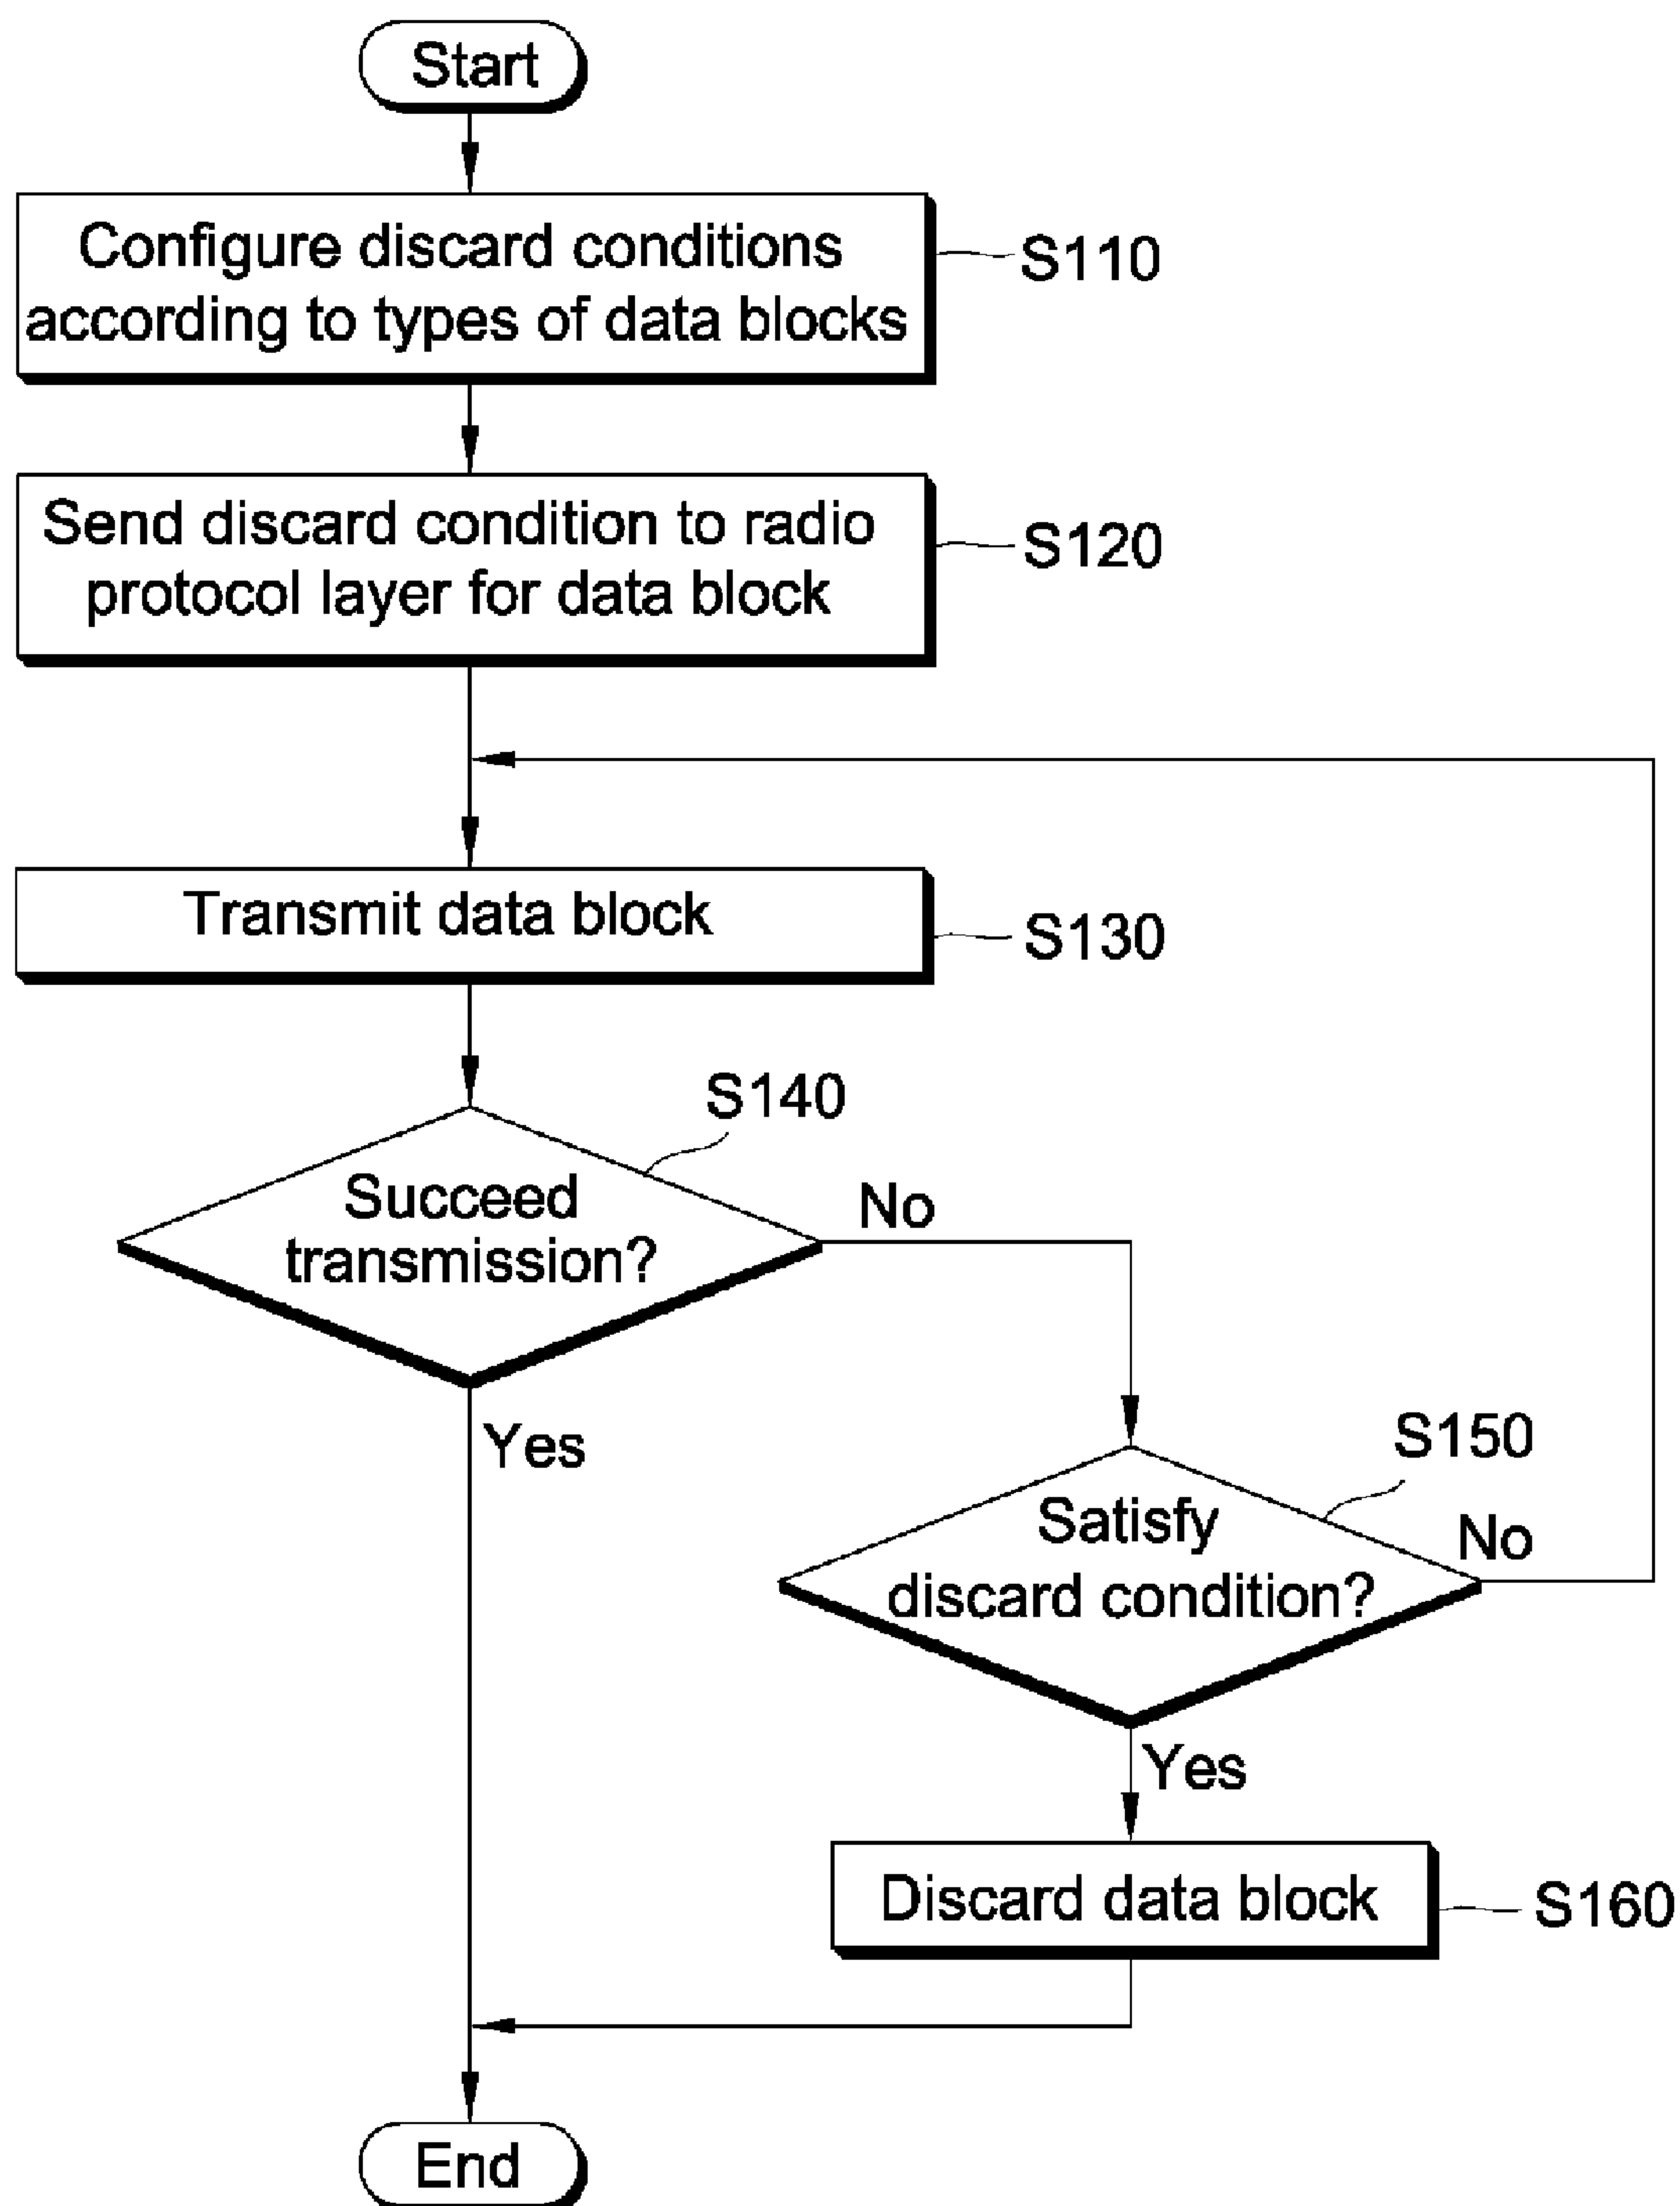 Start
Configure discard conditions
according to types of data blocks
S110
Send discard condition to radio
protocol layer for data block
S120
Transmit data block
S130
S140
Succeed
transmission?
No
Yes
S150
Satisfy
discard condition?
No
Yes
Discard data block
S160
End